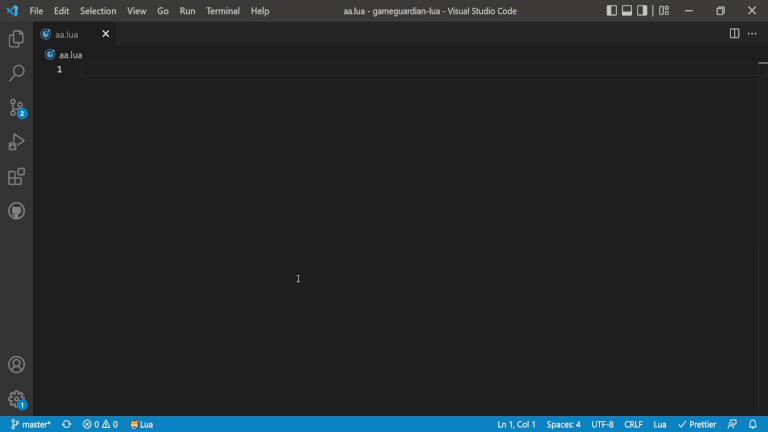 File Edit Selection View Go Run Terminal Help aa.lua - gameguardian-lua - Visual Studio Code
aa.lua
aa.lua
1
2
1
master* 0 0 Lua Ln 1, Col 1 Spaces: 4 UTF-8 CRLF Lua Prettier